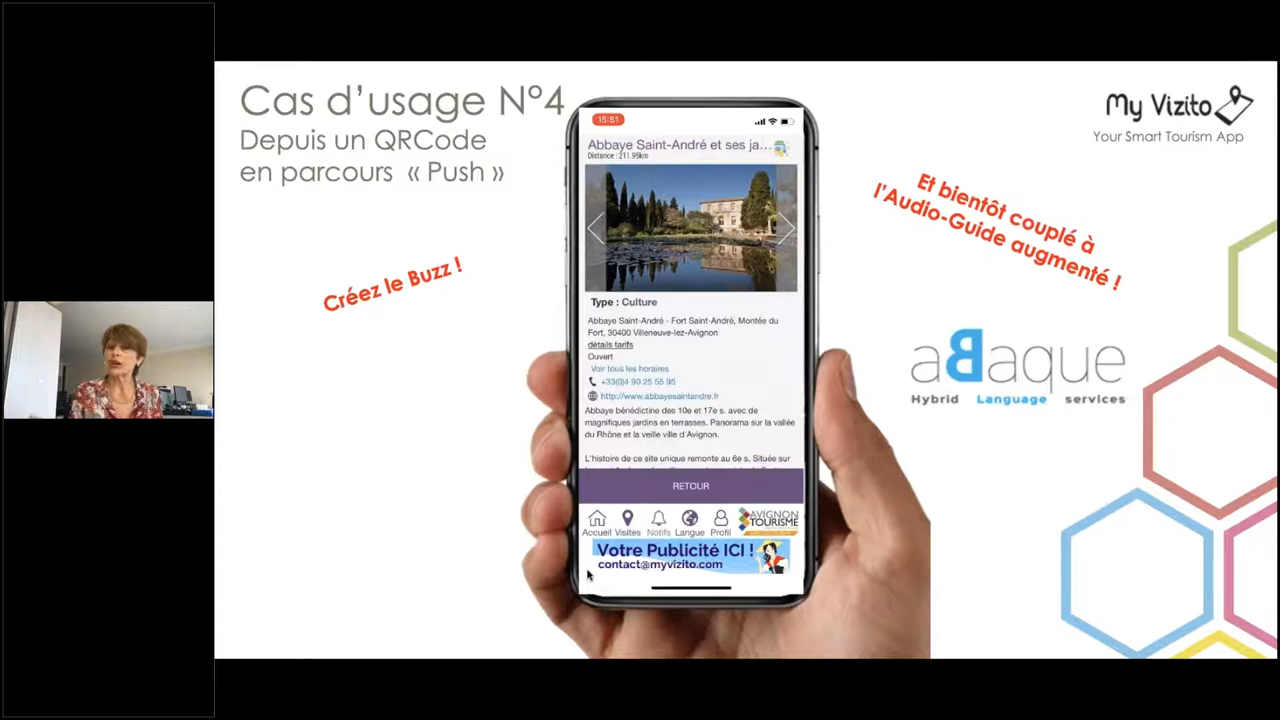 Cas d'usage N°4
Depuis un QRCode
en parcours « Push »
Créez le Buzz !
15:51
Abbaye Saint-André et ses ja...
Distance : 211.95km
Type : Culture
Abbaye Saint-André - Fort Saint-André, Montée du
Fort, 30400 Villeneuve-lez-Avignon
détails tarifs
Ouvert
Voir tous les horaires
+33(0)4 90 25 55 95
http://www.abbayesaintandre.fr
Abbaye bénédictine des 10e et 17e s. avec de
magnifiques jardins en terrasses. Panorama sur la vallée
du Rhône et la veille ville d'Avignon.
L'histoire de ce site unique remonte au 6e s. Située sur
RETOUR
Accueil Visites Notifs Langue Profil
AVIGNON
TOURISME
Votre Publicité ICI !
contact@myvizito.com
My Vizito
Your Smart Tourism App
Et bientôt couplé à
l'Audio-Guide augmenté !
aBaque
Hybrid Language services